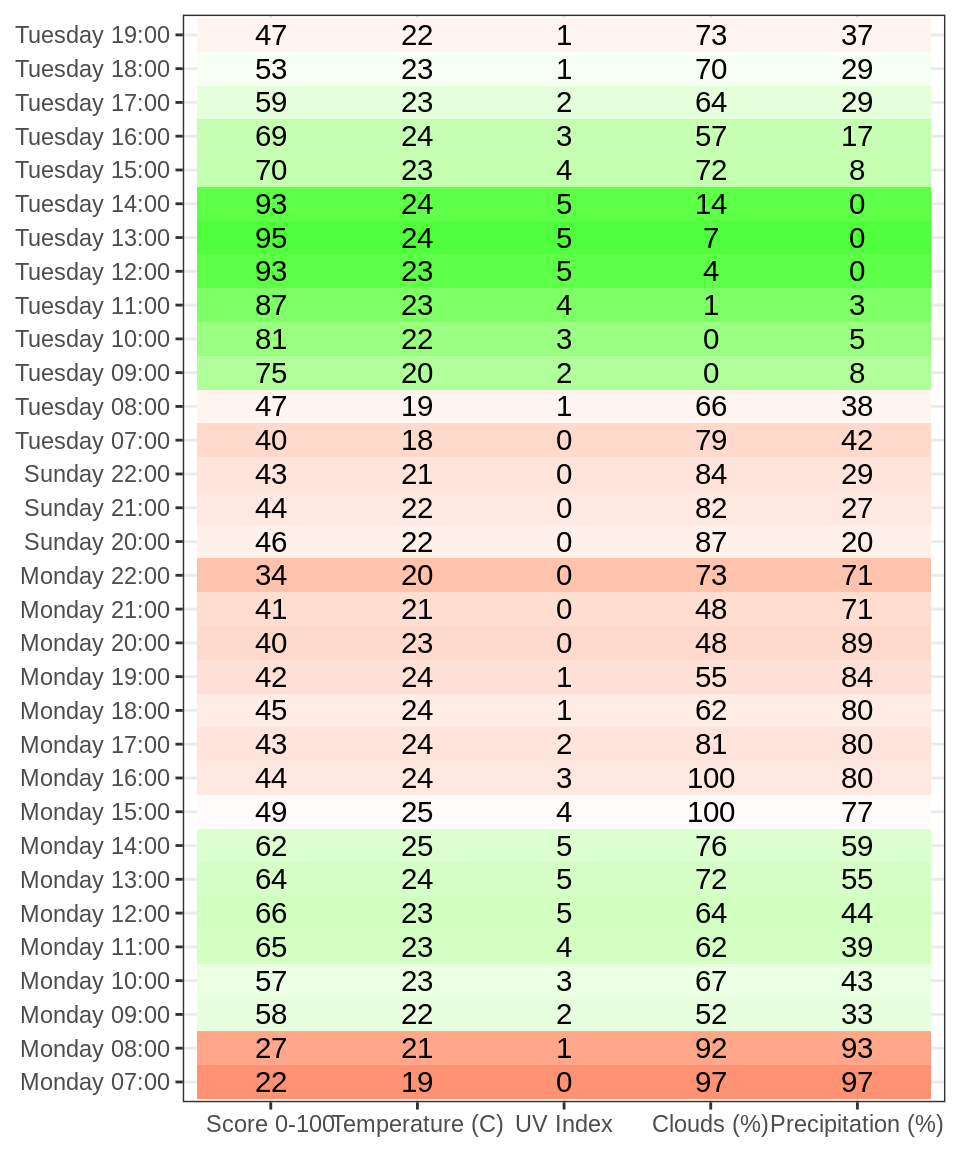 Tuesday 19:00 47 22 1 73 37
Tuesday 18:00 53 23 1 70 29
Tuesday 17:00 59 23 2 64 29
Tuesday 16:00 69 24 3 57 17
Tuesday 15:00 70 23 4 72 8
Tuesday 14:00 93 24 5 14 0
Tuesday 13:00 95 24 5 7 0
Tuesday 12:00 93 23 5 4 0
Tuesday 11:00 87 23 4 1 3
Tuesday 10:00 81 22 3 0 5
Tuesday 09:00 75 20 2 0 8
Tuesday 08:00 47 19 1 66 38
Tuesday 07:00 40 18 0 79 42
Sunday 22:00 43 21 0 84 29
Sunday 21:00 44 22 0 82 27
Sunday 20:00 46 22 0 87 20
Monday 22:00 34 20 0 73 71
Monday 21:00 41 21 0 48 71
Monday 20:00 40 23 0 48 89
Monday 19:00 42 24 1 55 84
Monday 18:00 45 24 1 62 80
Monday 17:00 43 24 2 81 80
Monday 16:00 44 24 3 100 80
Monday 15:00 49 25 4 100 77
Monday 14:00 62 25 5 76 59
Monday 13:00 64 24 5 72 55
Monday 12:00 66 23 5 64 44
Monday 11:00 65 23 4 62 39
Monday 10:00 57 23 3 67 43
Monday 09:00 58 22 2 52 33
Monday 08:00 27 21 1 92 93
Monday 07:00 22 19 0 97 97
Score 0-100 Temperature (C) UV Index Clouds (%) Precipitation (%)